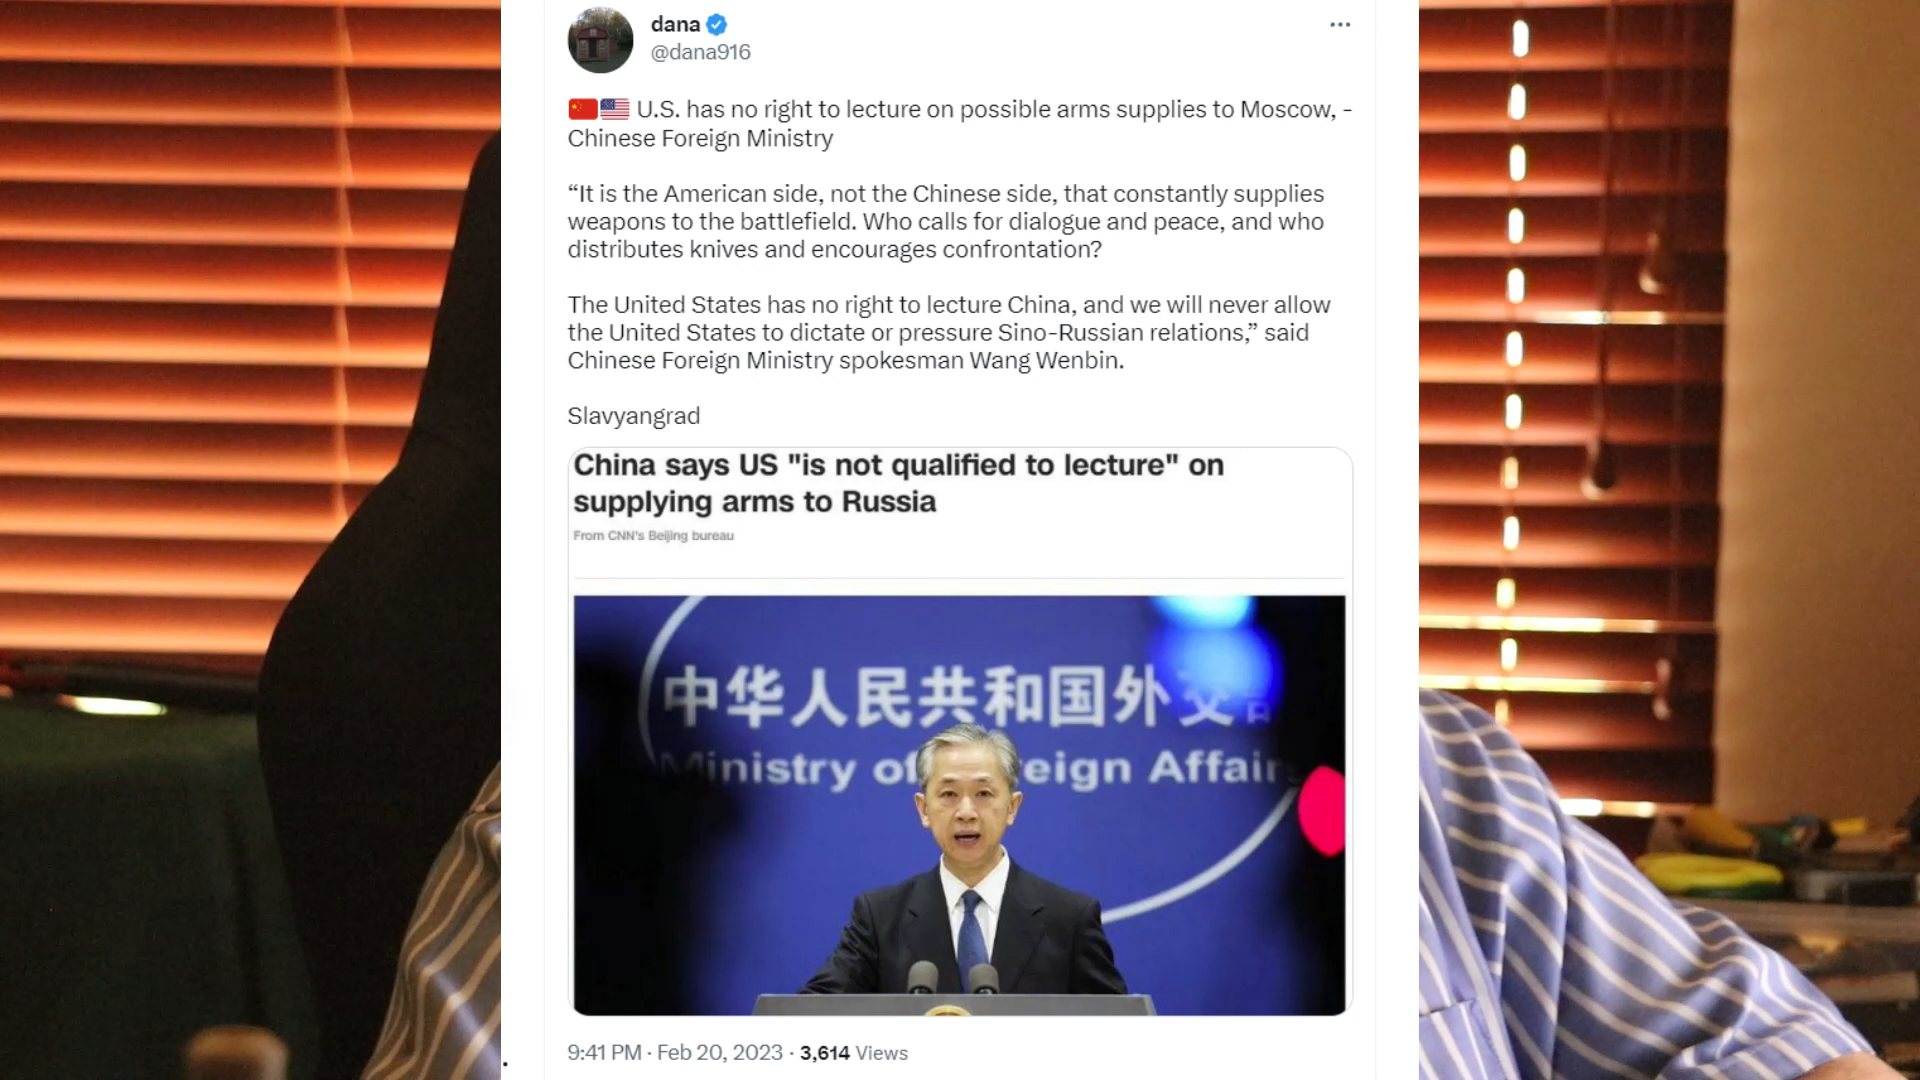 dana
@dana916
U.S. has no right to lecture on possible arms supplies to Moscow, -
Chinese Foreign Ministry
“It is the American side, not the Chinese side, that constantly supplies
weapons to the battlefield. Who calls for dialogue and peace, and who
distributes knives and encourages confrontation?
The United States has no right to lecture China, and we will never allow
the United States to dictate or pressure Sino-Russian relations,” said
Chinese Foreign Ministry spokesman Wang Wenbin.
Slavyangrad
China says US "is not qualified to lecture" on
supplying arms to Russia
From CNN's Beijing bureau
中华人民共和国外交
Ministry of eign Affair
9:41 PM · Feb 20, 2023 · 3,614 Views